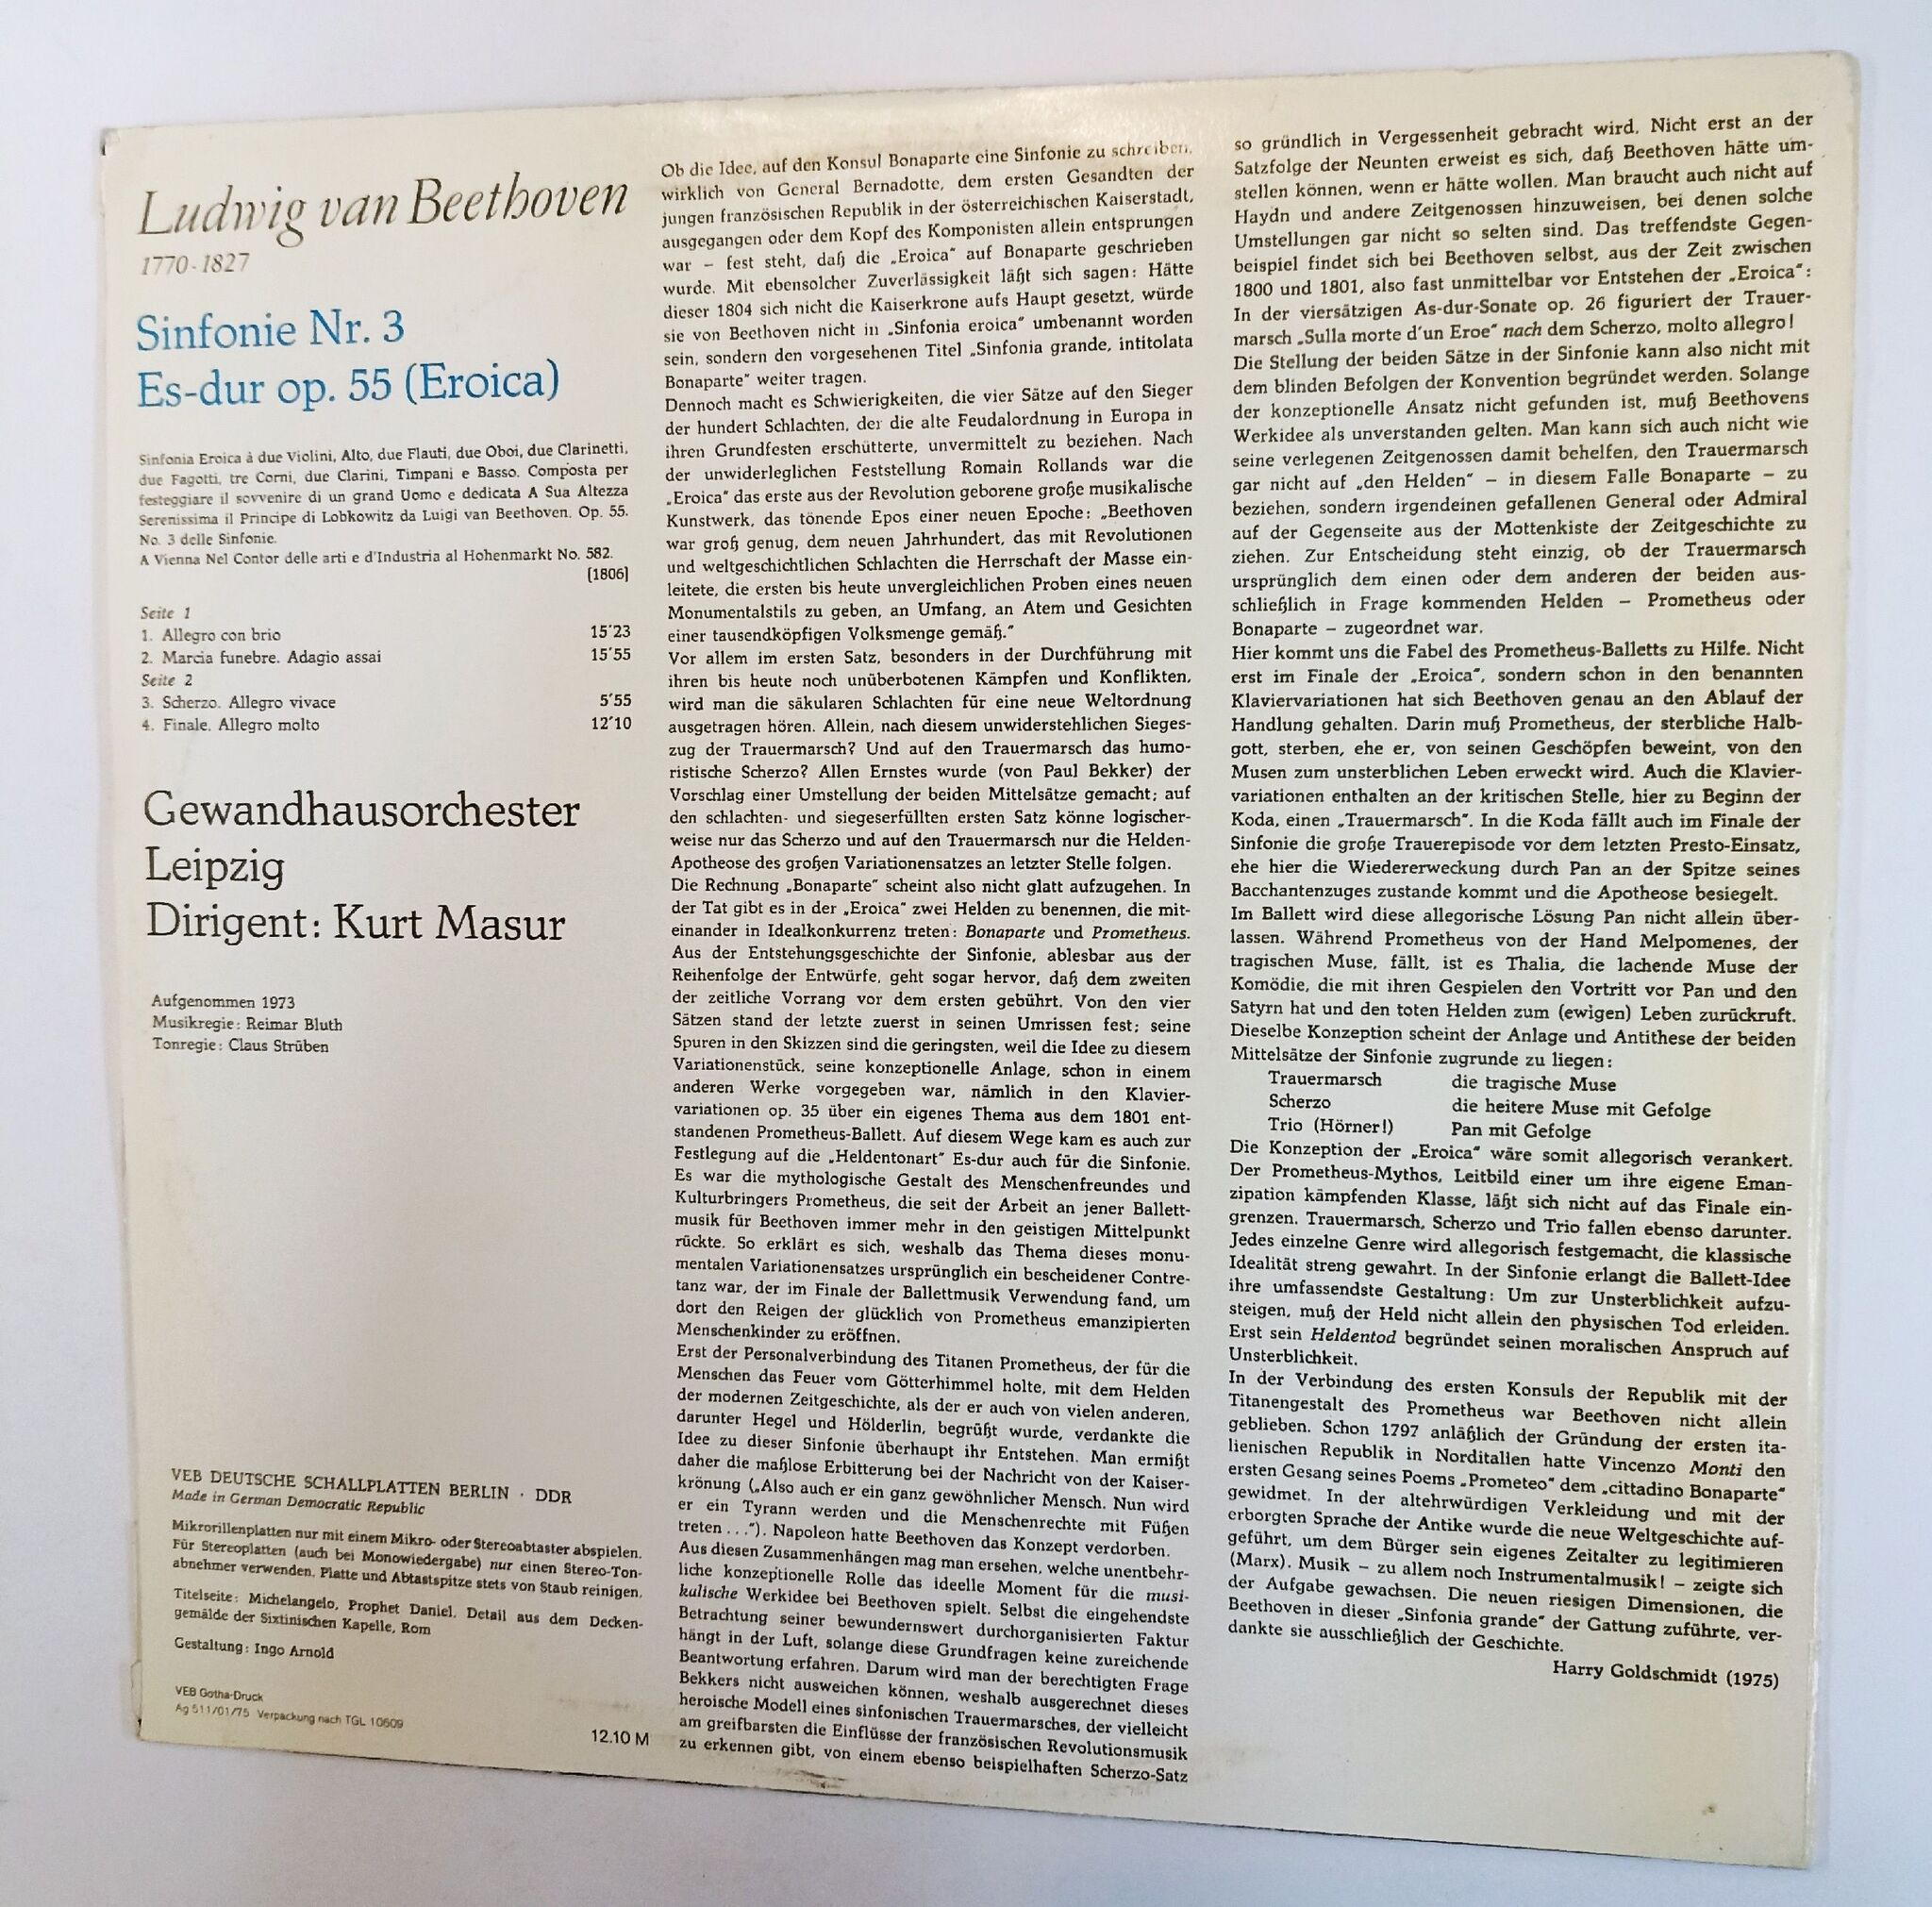 Ludwig van Beethoven
1770-1827
Sinfonie Nr. 3
Es-dur op. 55 (Eroica)
Sinfonia Eroica à due Violini, Alto, due Flauti, due Oboi, due Clarinetti,
due Fagotti, tre Corni, due Clarini, Timpani e Basso. Composta per
festeggiare il sovvenire di un grand Uomo e dedicata A Sua Altezza
Serenissima il Principe di Lobkowitz da Luigi van Beethoven. Op. 55.
No. 3 delle Sinfonie.
A Vienna Nel Contor delle arti e d'Industria al Hohenmarkt No. 582.
[1806]
Seite 1
1. Allegro con brio 15'23
2. Marcia funebre. Adagio assai 15'55
Seite 2
3. Scherzo. Allegro vivace 5'55
4. Finale. Allegro molto 12'10
Gewandhausorchester
Leipzig
Dirigent: Kurt Masur
Aufgenommen 1973
Musikregie: Reimar Bluth
Tonregie: Claus Strüben
VEB DEUTSCHE SCHALLPLATTEN BERLIN · DDR
Made in German Democratic Republic
Mikrorillenplatten nur mit einem Mikro- oder Stereoabtaster abspielen.
Für Stereoplatten (auch bei Monowiedergabe) nur einen Stereo-Ton-
abnehmer verwenden. Platte und Abtastspitze stets von Staub reinigen.
Titelseite: Michelangelo, Prophet Daniel. Detail aus dem Decken-
gemälde der Sixtinischen Kapelle, Rom
Gestaltung: Ingo Arnold
VEB Gotha-Druck
Ag 511/01/75 Verpackung nach TGL 10609
12.10 M
Ob die Idee, auf den Konsul Bonaparte eine Sinfonie zu schreiben,
wirklich von General Bernadotte, dem ersten Gesandten der
jungen französischen Republik in der österreichischen Kaiserstadt,
ausgegangen oder dem Kopf des Komponisten allein entsprungen
war – fest steht, daß die „Eroica" auf Bonaparte geschrieben
wurde. Mit ebensolcher Zuverlässigkeit läßt sich sagen: Hätte
dieser 1804 sich nicht die Kaiserkrone aufs Haupt gesetzt, würde
sie von Beethoven nicht in „Sinfonia eroica" umbenannt worden
sein, sondern den vorgesehenen Titel „Sinfonia grande, intitolata
Bonaparte" weiter tragen.
Dennoch macht es Schwierigkeiten, die vier Sätze auf den Sieger
der hundert Schlachten, der die alte Feudalordnung in Europa in
ihren Grundfesten erschütterte, unvermittelt zu beziehen. Nach
der unwiderleglichen Feststellung Romain Rollands war die
„Eroica" das erste aus der Revolution geborene große musikalische
Kunstwerk, das tönende Epos einer neuen Epoche: „Beethoven
war groß genug, dem neuen Jahrhundert, das mit Revolutionen
und weltgeschichtlichen Schlachten die Herrschaft der Masse ein-
leitete, die ersten bis heute unvergleichlichen Proben eines neuen
Monumentalstils zu geben, an Umfang, an Atem und Gesichten
einer tausendköpfigen Volksmenge gemäß."
Vor allem im ersten Satz, besonders in der Durchführung mit
ihren bis heute noch unüberbotenen Kämpfen und Konflikten,
wird man die säkularen Schlachten für eine neue Weltordnung
ausgetragen hören. Allein, nach diesem unwiderstehlichen Sieges-
zug der Trauermarsch? Und auf den Trauermarsch das humo-
ristische Scherzo? Allen Ernstes wurde (von Paul Bekker) der
Vorschlag einer Umstellung der beiden Mittelsätze gemacht; auf
den schlachten- und siegeserfüllten ersten Satz könne logischer-
weise nur das Scherzo und auf den Trauermarsch nur die Helden-
Apotheose des großen Variationensatzes an letzter Stelle folgen.
Die Rechnung „Bonaparte" scheint also nicht glatt aufzugehen. In
der Tat gibt es in der „Eroica" zwei Helden zu benennen, die mit-
einander in Idealkonkurrenz treten: Bonaparte und Prometheus.
Aus der Entstehungsgeschichte der Sinfonie, ablesbar aus der
Reihenfolge der Entwürfe, geht sogar hervor, daß dem zweiten
der zeitliche Vorrang vor dem ersten gebührt. Von den vier
Sätzen stand der letzte zuerst in seinen Umrissen fest; seine
Spuren in den Skizzen sind die geringsten, weil die Idee zu diesem
Variationenstück, seine konzeptionelle Anlage, schon in einem
anderen Werke vorgegeben war, nämlich in den Klavier-
variationen op. 35 über ein eigenes Thema aus dem 1801 ent-
standenen Prometheus-Ballett. Auf diesem Wege kam es auch zur
Festlegung auf die „Heldentonart" Es-dur auch für die Sinfonie.
Es war die mythologische Gestalt des Menschenfreundes und
Kulturbringers Prometheus, die seit der Arbeit an jener Ballett-
musik für Beethoven immer mehr in den geistigen Mittelpunkt
rückte. So erklärt es sich, weshalb das Thema dieses monu-
mentalen Variationensatzes ursprünglich ein bescheidener Contre-
tanz war, der im Finale der Ballettmusik Verwendung fand, um
dort den Reigen der glücklich von Prometheus emanzipierten
Menschenkinder zu eröffnen.
Erst der Personalverbindung des Titanen Prometheus, der für die
Menschen das Feuer vom Götterhimmel holte, mit dem Helden
der modernen Zeitgeschichte, als der er auch von vielen anderen,
darunter Hegel und Hölderlin, begrüßt wurde, verdankte die
Idee zu dieser Sinfonie überhaupt ihr Entstehen. Man ermißt
daher die maßlose Erbitterung bei der Nachricht von der Kaiser-
krönung („Also auch er ein ganz gewöhnlicher Mensch. Nun wird
er ein Tyrann werden und die Menschenrechte mit Füßen
treten ..."). Napoleon hatte Beethoven das Konzept verdorben.
Aus diesen Zusammenhängen mag man ersehen, welche unentbehr-
liche konzeptionelle Rolle das ideelle Moment für die musi-
kalische Werkidee bei Beethoven spielt. Selbst die eingehendste
Betrachtung seiner bewundernswert durchorganisierten Faktur
hängt in der Luft, solange diese Grundfragen keine zureichende
Beantwortung erfahren. Darum wird man der berechtigten Frage
Bekkers nicht ausweichen können, weshalb ausgerechnet dieses
heroische Modell eines sinfonischen Trauermarsches, der vielleicht
am greifbarsten die Einflüsse der französischen Revolutionsmusik
zu erkennen gibt, von einem ebenso beispielhaften Scherzo-Satz
so gründlich in Vergessenheit gebracht wird. Nicht erst an der
Satzfolge der Neunten erweist es sich, daß Beethoven hätte um-
stellen können, wenn er hätte wollen. Man braucht auch nicht auf
Haydn und andere Zeitgenossen hinzuweisen, bei denen solche
Umstellungen gar nicht so selten sind. Das treffendste Gegen-
beispiel findet sich bei Beethoven selbst, aus der Zeit zwischen
1800 und 1801, also fast unmittelbar vor Entstehen der „Eroica":
In der viersätzigen As-dur-Sonate op. 26 figuriert der Trauer-
marsch „Sulla morte d'un Eroe" nach dem Scherzo, molto allegro!
Die Stellung der beiden Sätze in der Sinfonie kann also nicht mit
dem blinden Befolgen der Konvention begründet werden. Solange
der konzeptionelle Ansatz nicht gefunden ist, muß Beethovens
Werkidee als unverstanden gelten. Man kann sich auch nicht wie
seine verlegenen Zeitgenossen damit behelfen, den Trauermarsch
gar nicht auf „den Helden" – in diesem Falle Bonaparte – zu
beziehen, sondern irgendeinen gefallenen General oder Admiral
auf der Gegenseite aus der Mottenkiste der Zeitgeschichte zu
ziehen. Zur Entscheidung steht einzig, ob der Trauermarsch
ursprünglich dem einen oder dem anderen der beiden aus-
schließlich in Frage kommenden Helden – Prometheus oder
Bonaparte – zugeordnet war.
Hier kommt uns die Fabel des Prometheus-Balletts zu Hilfe. Nicht
erst im Finale der „Eroica", sondern schon in den benannten
Klaviervariationen hat sich Beethoven genau an den Ablauf der
Handlung gehalten. Darin muß Prometheus, der sterbliche Halb-
gott, sterben, ehe er, von seinen Geschöpfen beweint, von den
Musen zum unsterblichen Leben erweckt wird. Auch die Klavier-
variationen enthalten an der kritischen Stelle, hier zu Beginn der
Koda, einen „Trauermarsch". In die Koda fällt auch im Finale der
Sinfonie die große Trauerepisode vor dem letzten Presto-Einsatz,
ehe hier die Wiedererweckung durch Pan an der Spitze seines
Bacchantenzuges zustande kommt und die Apotheose besiegelt.
Im Ballett wird diese allegorische Lösung Pan nicht allein über-
lassen. Während Prometheus von der Hand Melpomenes, der
tragischen Muse, fällt, ist es Thalia, die lachende Muse der
Komödie, die mit ihren Gespielen den Vortritt vor Pan und den
Satyrn hat und den toten Helden zum (ewigen) Leben zurückruft.
Dieselbe Konzeption scheint der Anlage und Antithese der beiden
Mittelsätze der Sinfonie zugrunde zu liegen:
Trauermarsch die tragische Muse
Scherzo die heitere Muse mit Gefolge
Trio (Hörner!) Pan mit Gefolge
Die Konzeption der „Eroica" wäre somit allegorisch verankert.
Der Prometheus-Mythos, Leitbild einer um ihre eigene Eman-
zipation kämpfenden Klasse, läßt sich nicht auf das Finale ein-
grenzen. Trauermarsch, Scherzo und Trio fallen ebenso darunter.
Jedes einzelne Genre wird allegorisch festgemacht, die klassische
Idealität streng gewahrt. In der Sinfonie erlangt die Ballett-Idee
ihre umfassendste Gestaltung: Um zur Unsterblichkeit aufzu-
steigen, muß der Held nicht allein den physischen Tod erleiden.
Erst sein Heldentod begründet seinen moralischen Anspruch auf
Unsterblichkeit.
In der Verbindung des ersten Konsuls der Republik mit der
Titanengestalt des Prometheus war Beethoven nicht allein
geblieben. Schon 1797 anläßlich der Gründung der ersten ita-
lienischen Republik in Norditalien hatte Vincenzo Monti den
ersten Gesang seines Poems „Prometeo" dem „cittadino Bonaparte"
gewidmet. In der altehrwürdigen Verkleidung und mit der
erborgten Sprache der Antike wurde die neue Weltgeschichte auf-
geführt, um dem Bürger sein eigenes Zeitalter zu legitimieren
(Marx). Musik – zu allem noch Instrumentalmusik! – zeigte sich
der Aufgabe gewachsen. Die neuen riesigen Dimensionen, die
Beethoven in dieser „Sinfonia grande" der Gattung zuführte, ver-
dankte sie ausschließlich der Geschichte.
Harry Goldschmidt (1975)